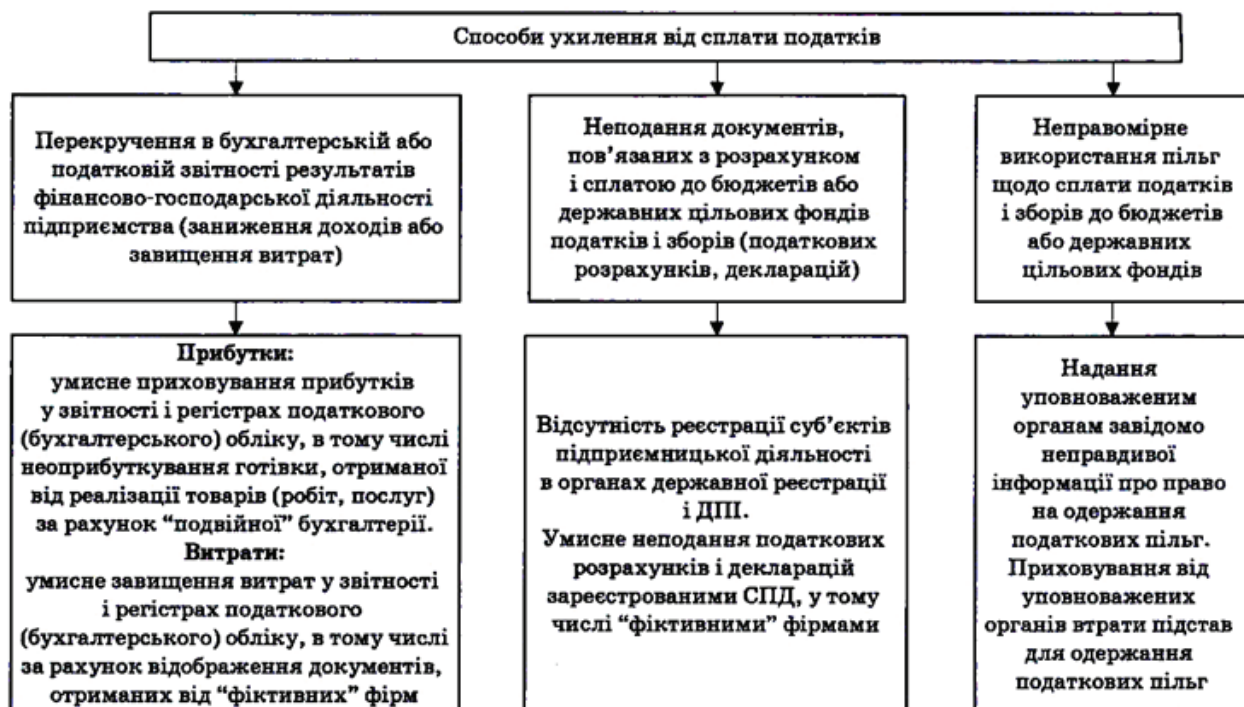 Способи ухилення від сплати податків
Перекручення в бухгалтерській або
податковій звітності результатів
фінансово-господарської діяльності
підприємства (заниження доходів або
завищення витрат)
Неподання документів,
пов’язаних з розрахунком
і сплатою до бюджетів або
державних цільових фондів
податків і зборів (податкових
розрахунків, декларацій)
Неправомірне
використання пільг
щодо сплати податків
і зборів до бюджетів
або державних
цільових фондів
Прибутки:
умисне приховування прибутків
у звітності і регістрах податкового
(бухгалтерського) обліку, в тому числі
неоприбуткування готівки, отриманої
від реалізації товарів (робіт, послуг)
за рахунок “подвійної” бухгалтерії.
Витрати:
умисне завищення витрат у звітності
і регістрах податкового
(бухгалтерського) обліку, в тому числі
за рахунок відображення документів,
отриманих від “фіктивних” фірм
Відсутність реєстрації суб’єктів
підприємницької діяльності
в органах державної реєстрації
і ДПІ.
Умисне неподання податкових
розрахунків і декларацій
зареєстрованими СПД, у тому
числі “фіктивними” фірмами
Надання
уповноваженим
органам завідомо
неправдивої
інформації про право
на одержання
податкових пільг.
Приховування від
уповноважених
органів втрати підстав
для одержання
податкових пільг